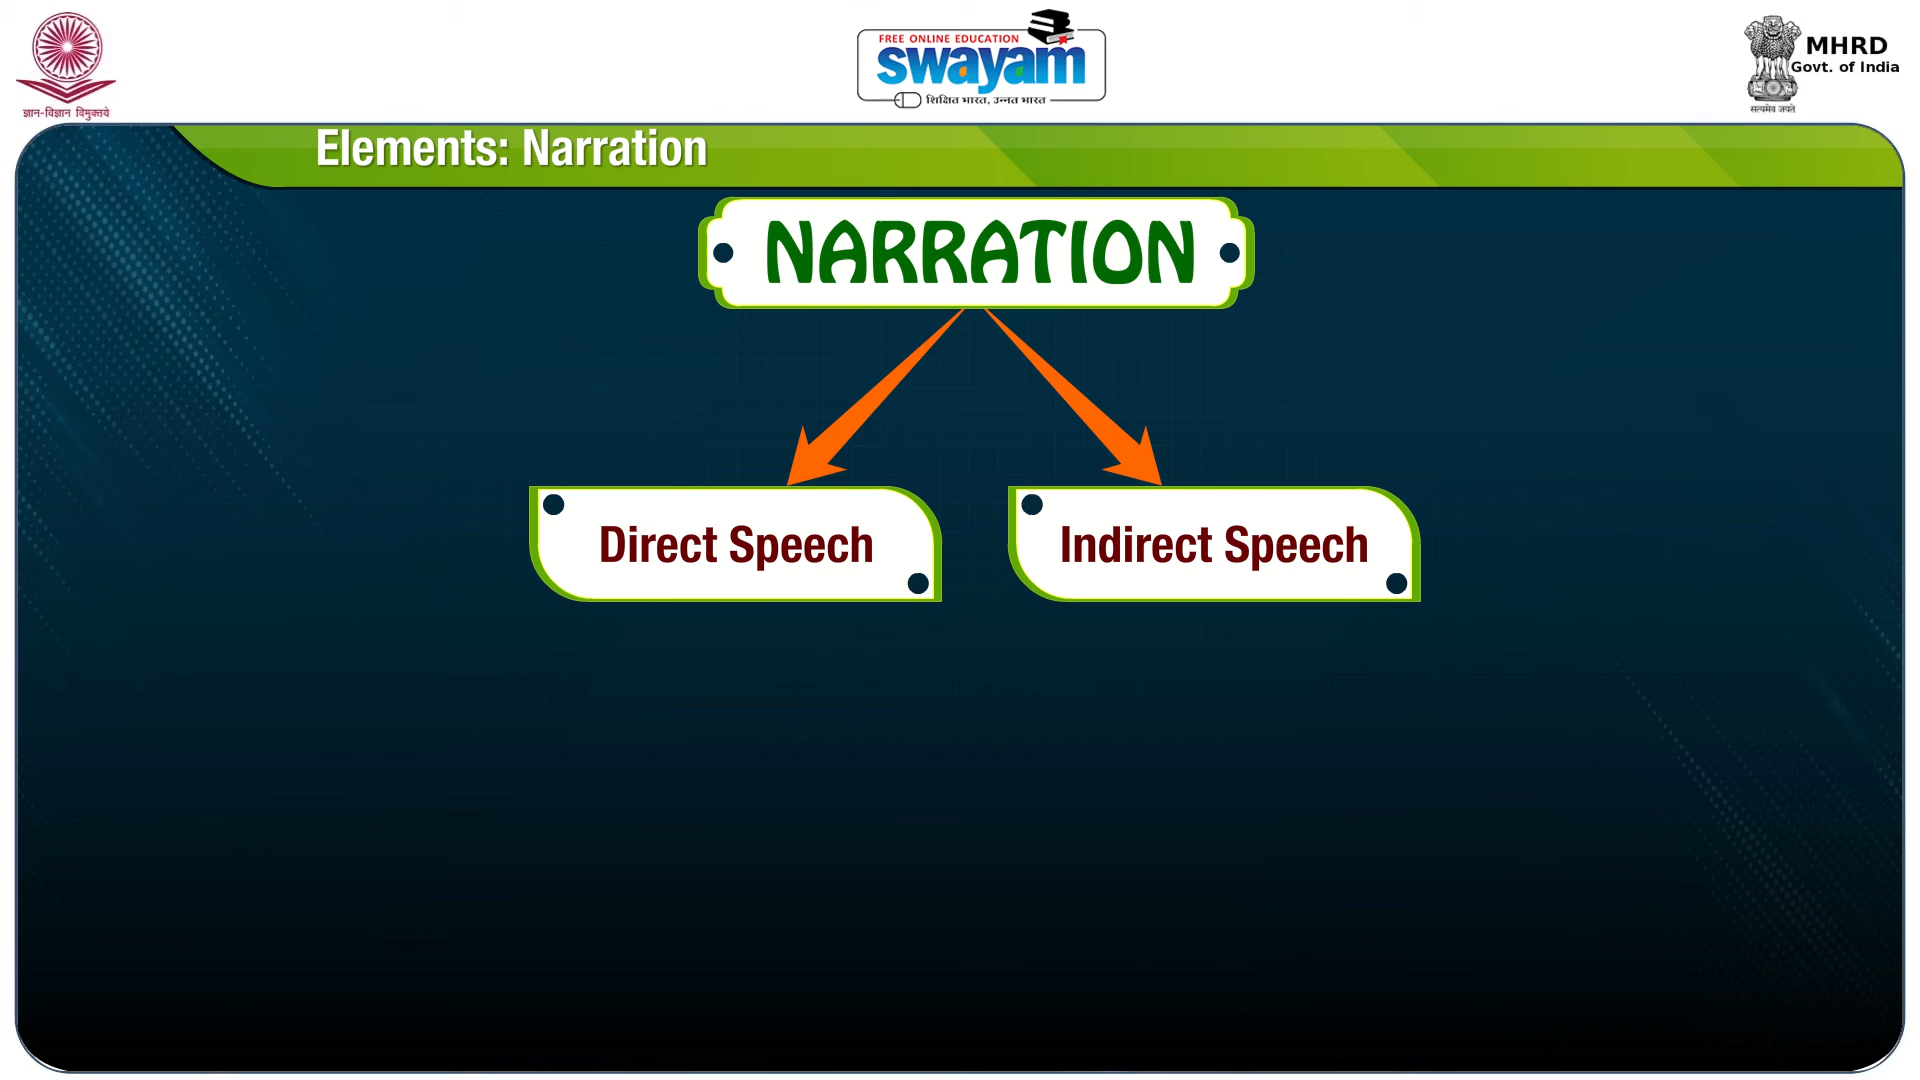 ज्ञान-विज्ञान विमुक्तये
FREE ONLINE EDUCATION
swayam
शिक्षित भारत, उन्नत भारत
MHRD
Govt. of India
सत्यमेव जयते
Elements: Narration
NARRATION
Direct Speech
Indirect Speech